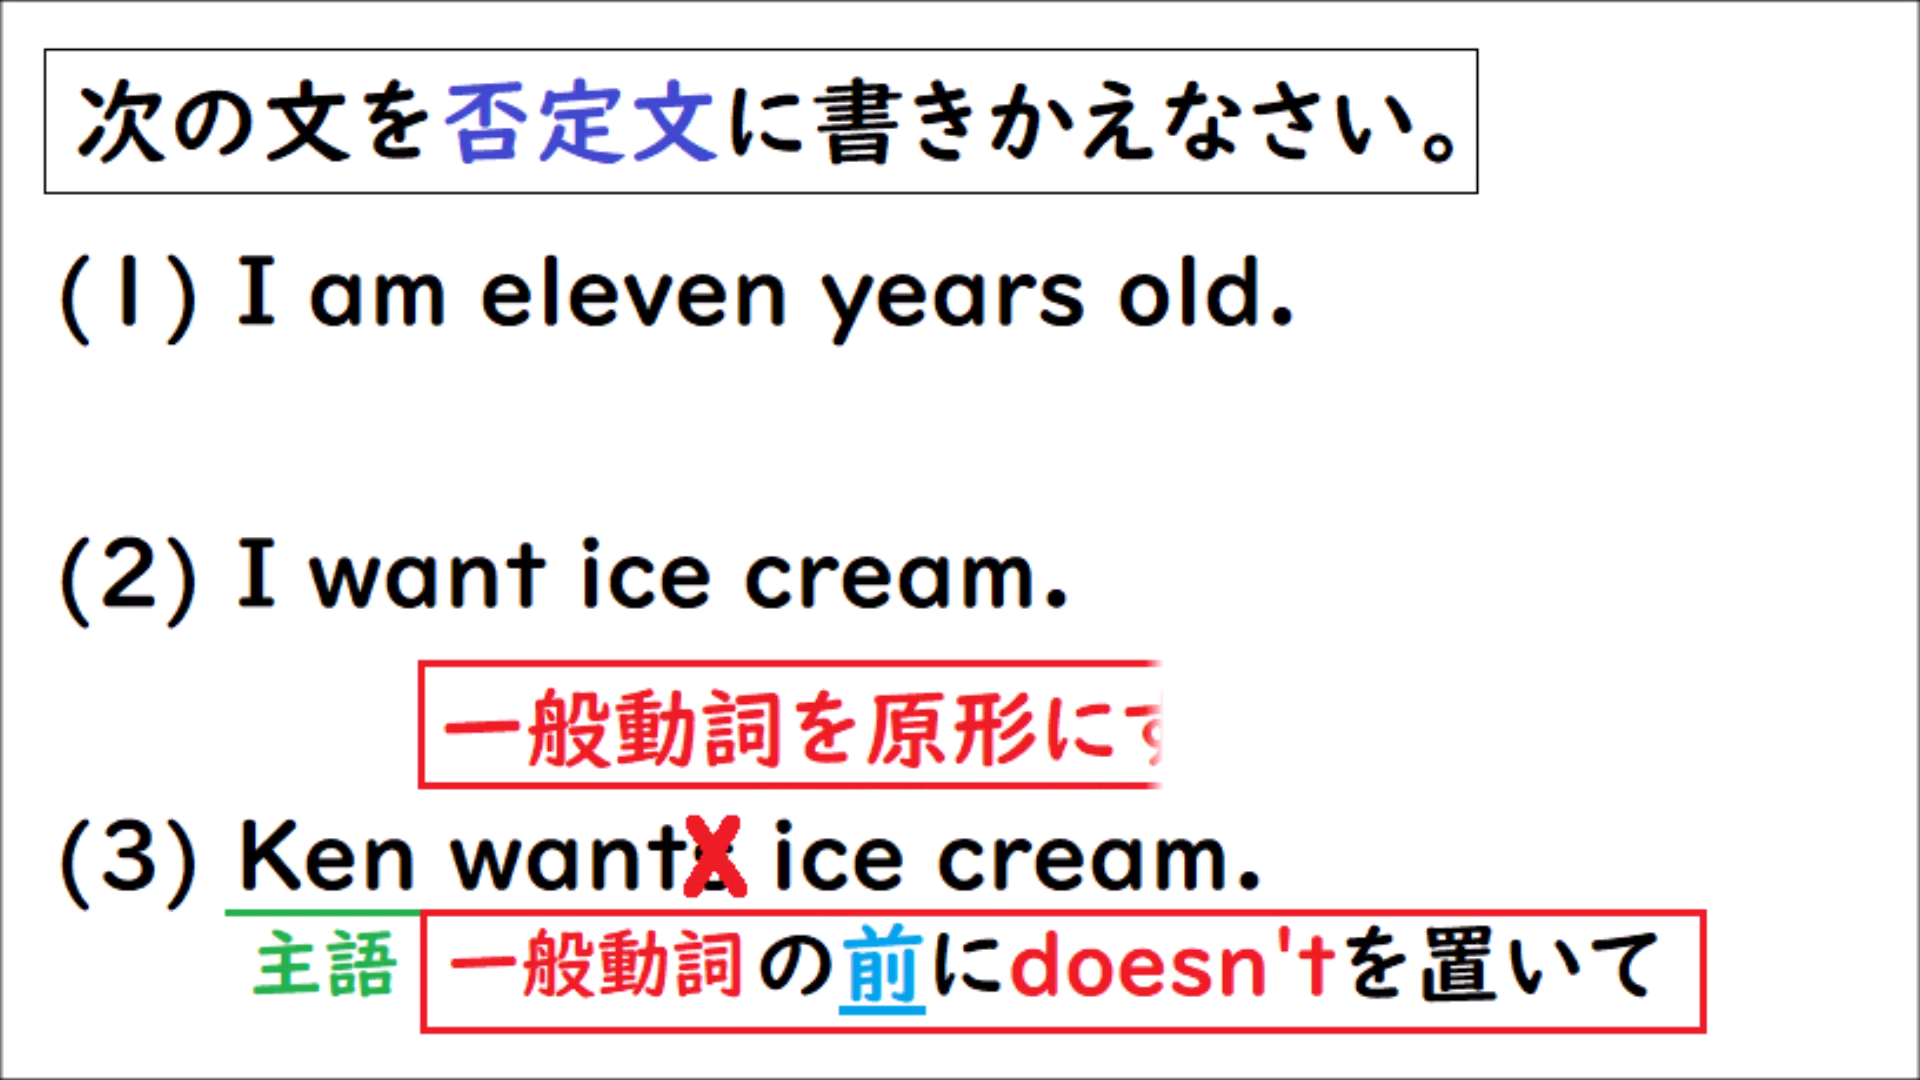 次の文を否定文に書きかえなさい。
(1) I am eleven years old.
(2) I want ice cream.
一般動詞を原形にす
(3) Ken wants ice cream.
主語 一般動詞の前にdoesn'tを置いて